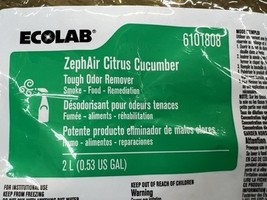 ECOLAB®
6101808
ZephAir Citrus Cucumber
Tough Odor Remover
Smoke - Food - Remediation
Désodorisant pour odeurs tenaces
Fumée - aliments - réhabilitation
Potente producto eliminador de malos olores
humo - alimentos - reparaciones
2 L (0.53 US GAL)
FOR INSTITUTIONAL USE
KEEP FROM FREEZING
KEEP OUT OF REACH OF CHILDREN
Warning